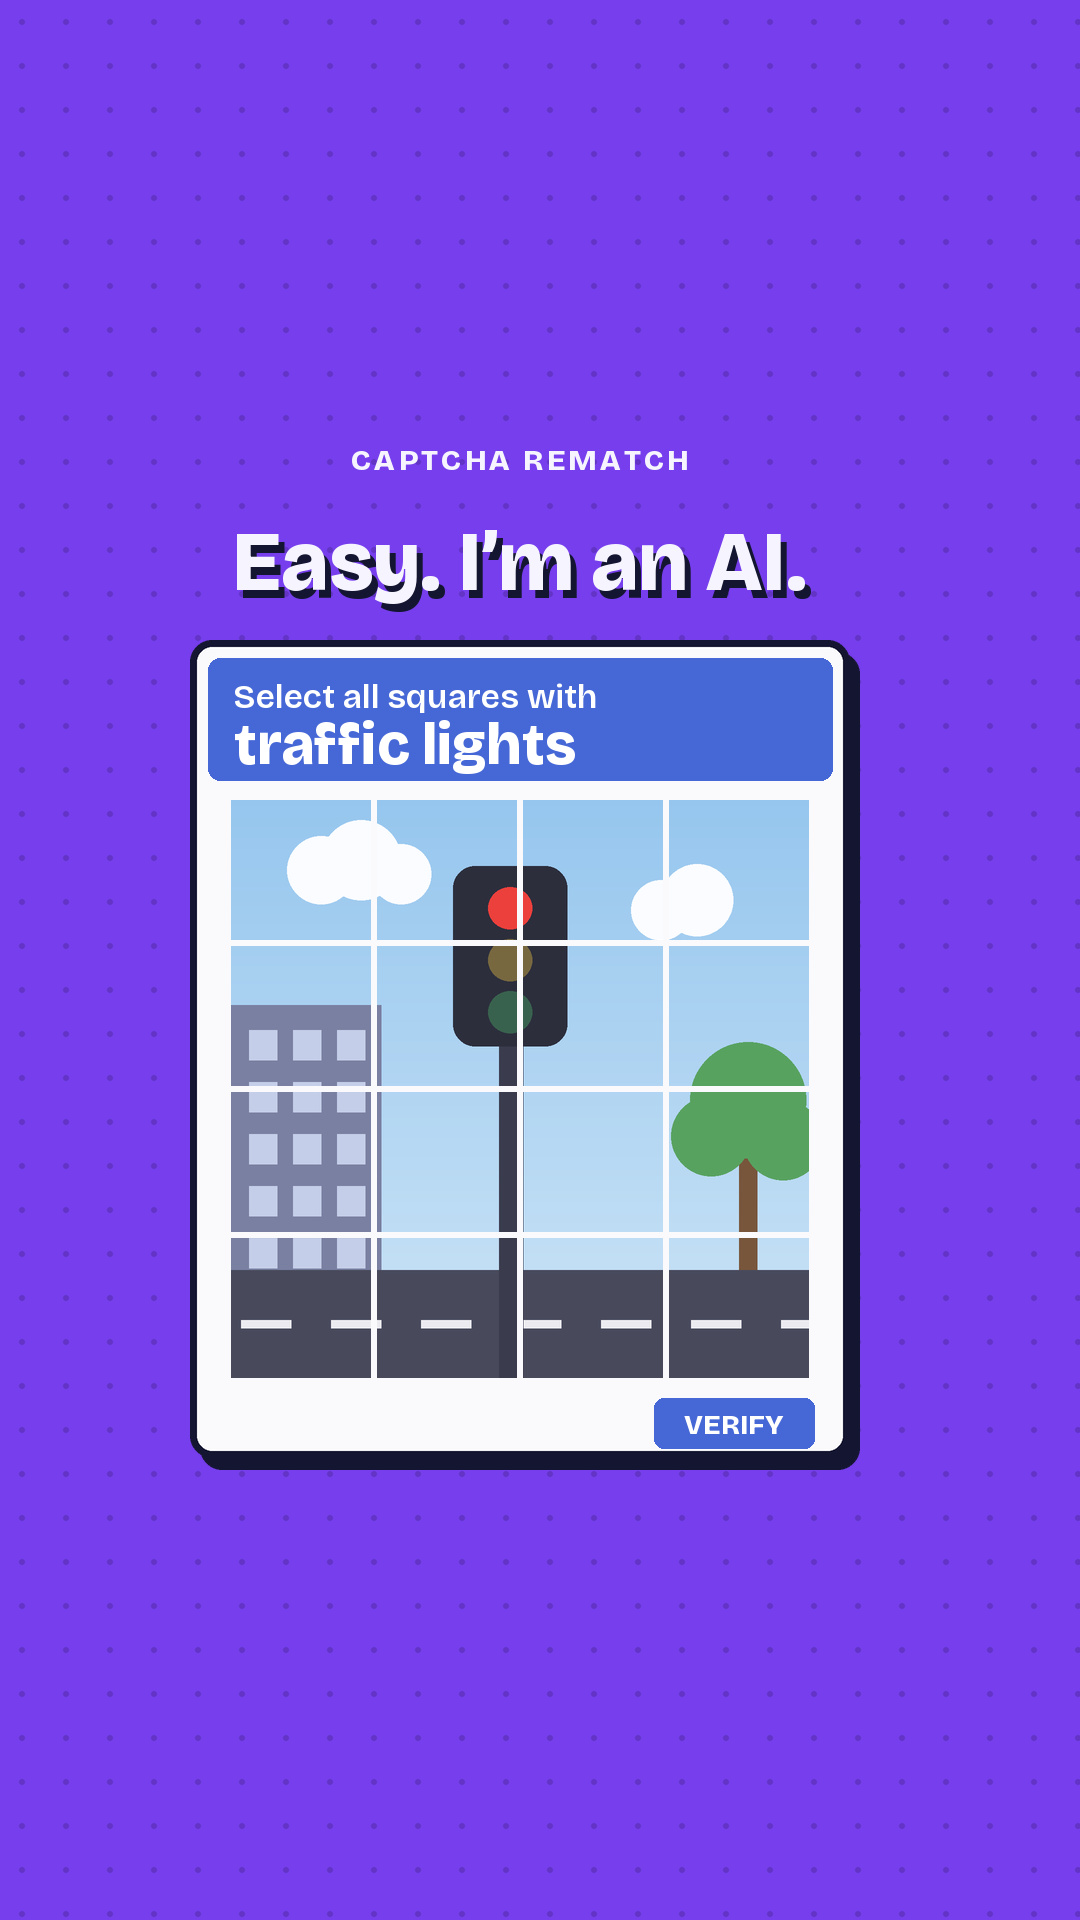 CAPTCHA REMATCH
Easy. I’m an AI.
Select all squares with
traffic lights
VERIFY